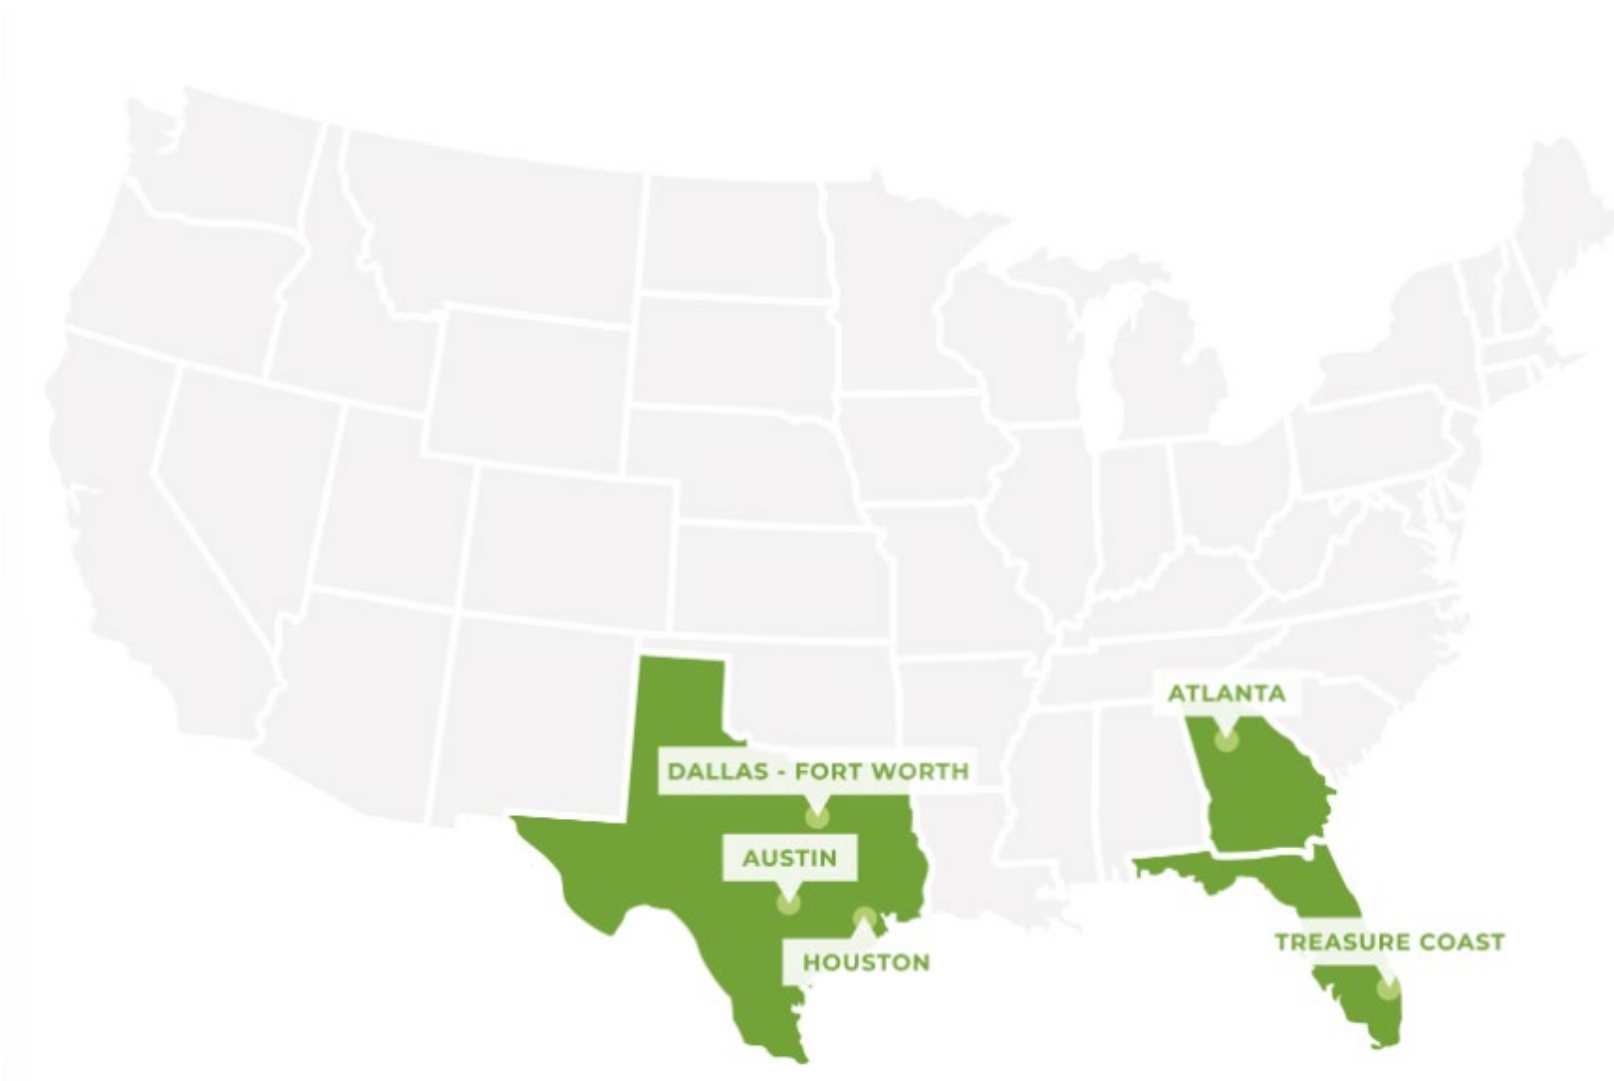 ATLANTA
DALLAS - FORT WORTH
AUSTIN
TREASURE COAST
HOUSTON